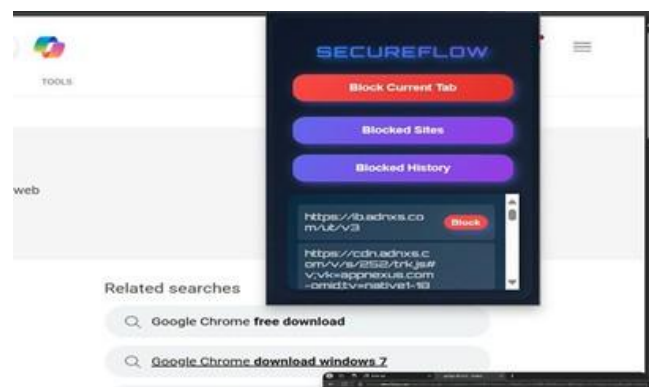 SECUREFLOW
TOOLS
Block Current Tab
Blocked Sites
Blocked History
web
https://ib.adnxs.co
m/ut/v3
Block
https://cdn.adnxs.c
om/v/s/252/trk.js#
v;vk=appnexus.com
-omid;tv=native1-18
Related searches
Google Chrome free download
Google Chrome download windows 7